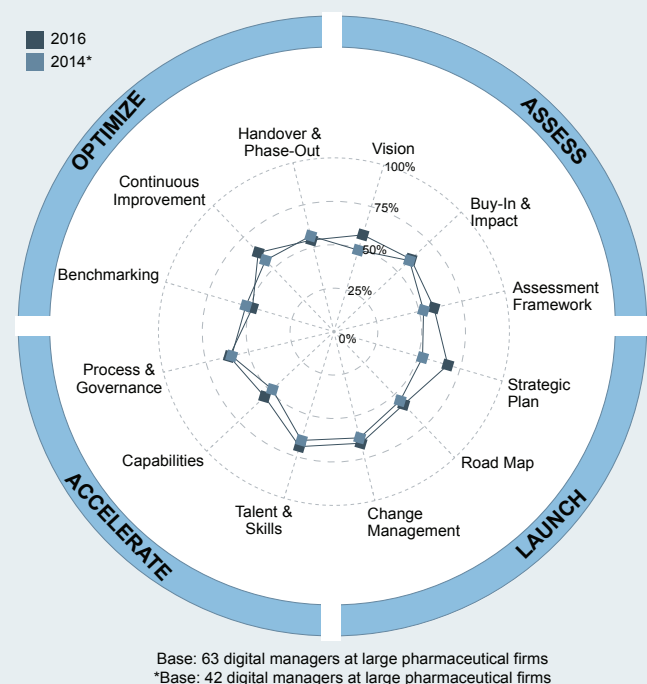 2016
2014*
OPTIMIZE
ASSESS
Handover &
Phase-Out
Vision
100%
Continuous
Improvement
75%
Buy-In &
Impact
50%
Benchmarking
25%
Assessment
Framework
0%
Process &
Governance
Strategic
Plan
Capabilities
Road Map
Talent &
Skills
Change
Management
ACCELERATE
LAUNCH
Base: 63 digital managers at large pharmaceutical firms
*Base: 42 digital managers at large pharmaceutical firms